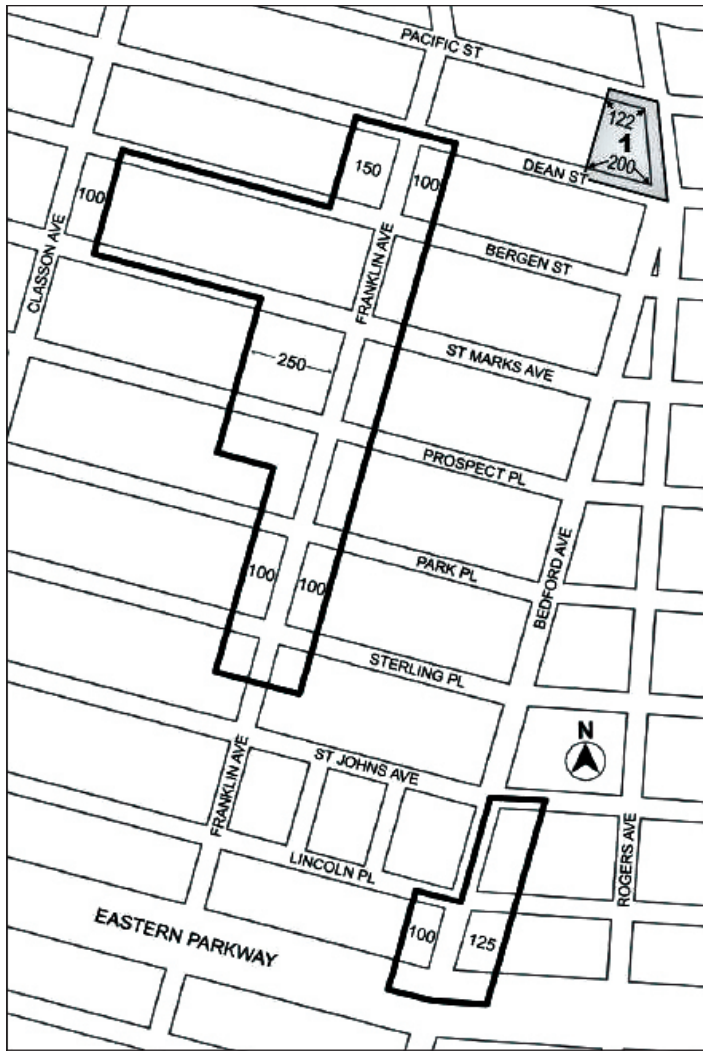 PACIFIC ST
122
1
200
150
100
DEAN ST
100
CLASSON AVE
FRANKLIN AVE
BERGEN ST
250
ST MARKS AVE
PROSPECT PL
100
100
PARK PL
BEDFORD AVE
STERLING PL
N
FRANKLIN AVE
ST JOHNS AVE
LINCOLN PL
ROGERS AVE
EASTERN PARKWAY
100
125